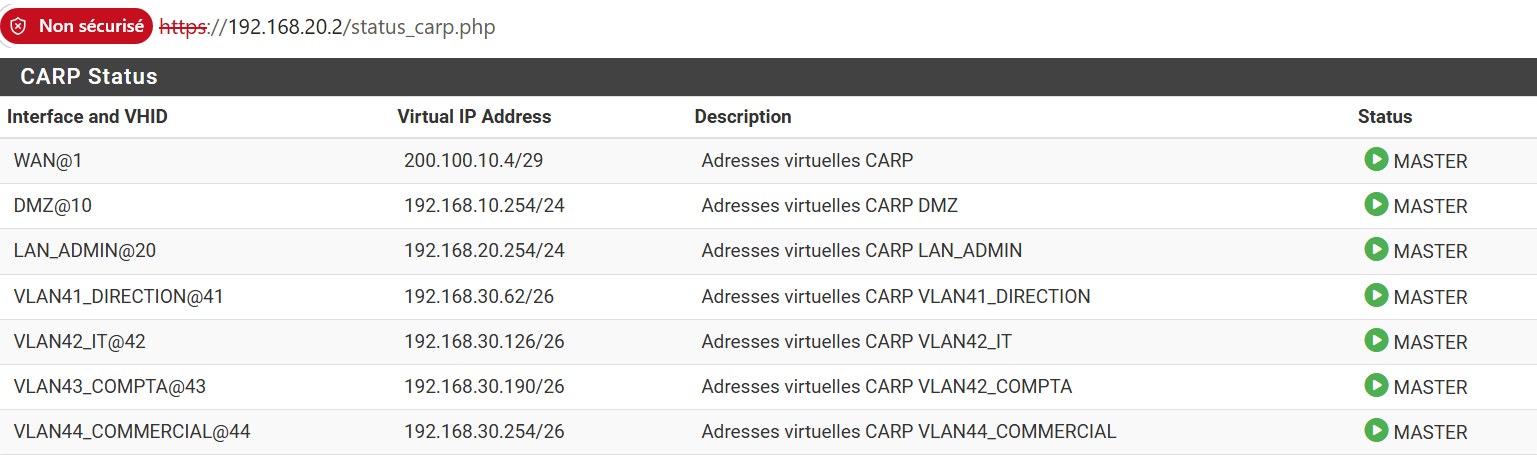 Non sécurisé https://192.168.20.2/status_carp.php
CARP Status
Interface and VHID Virtual IP Address Description Status
WAN@1 200.100.10.4/29 Adresses virtuelles CARP MASTER
DMZ@10 192.168.10.254/24 Adresses virtuelles CARP DMZ MASTER
LAN_ADMIN@20 192.168.20.254/24 Adresses virtuelles CARP LAN_ADMIN MASTER
VLAN41_DIRECTION@41 192.168.30.62/26 Adresses virtuelles CARP VLAN41_DIRECTION MASTER
VLAN42_IT@42 192.168.30.126/26 Adresses virtuelles CARP VLAN42_IT MASTER
VLAN43_COMPTA@43 192.168.30.190/26 Adresses virtuelles CARP VLAN42_COMPTA MASTER
VLAN44_COMMERCIAL@44 192.168.30.254/26 Adresses virtuelles CARP VLAN44_COMMERCIAL MASTER